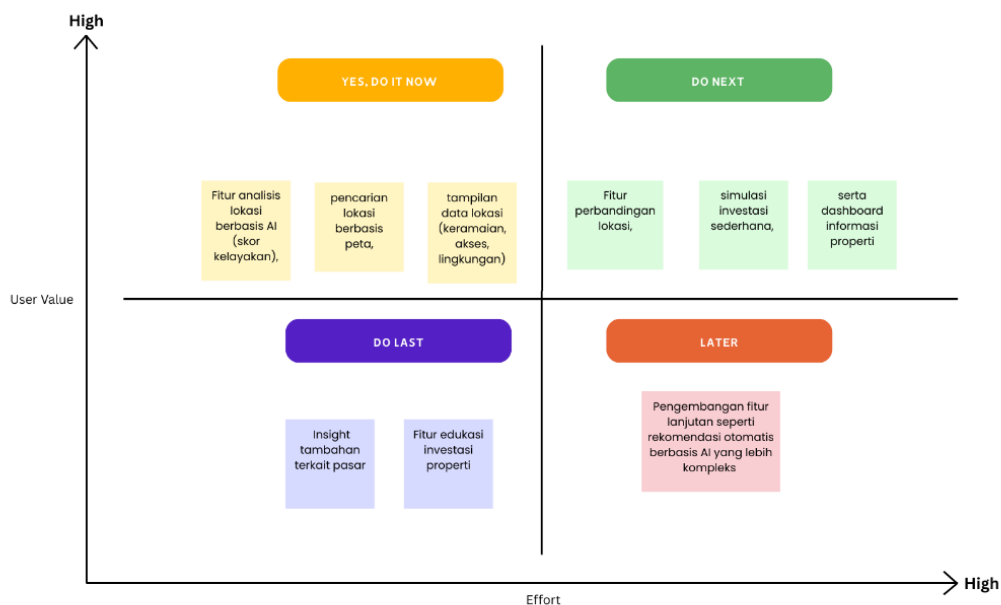 High
YES, DO IT NOW
DO NEXT
Fitur analisis
lokasi
berbasis AI
(skor
kelayakan),
pencarian
lokasi
berbasis
peta,
tampilan
data lokasi
(keramaian,
akses,
lingkungan)
Fitur
perbandingan
lokasi,
simulasi
investasi
sederhana,
serta
dashboard
informasi
properti
User Value
DO LAST
LATER
Insight
tambahan
terkait pasar
Fitur edukasi
investasi
properti
Pengembangan fitur
lanjutan seperti
rekomendasi otomatis
berbasis AI yang lebih
kompleks
High
Effort